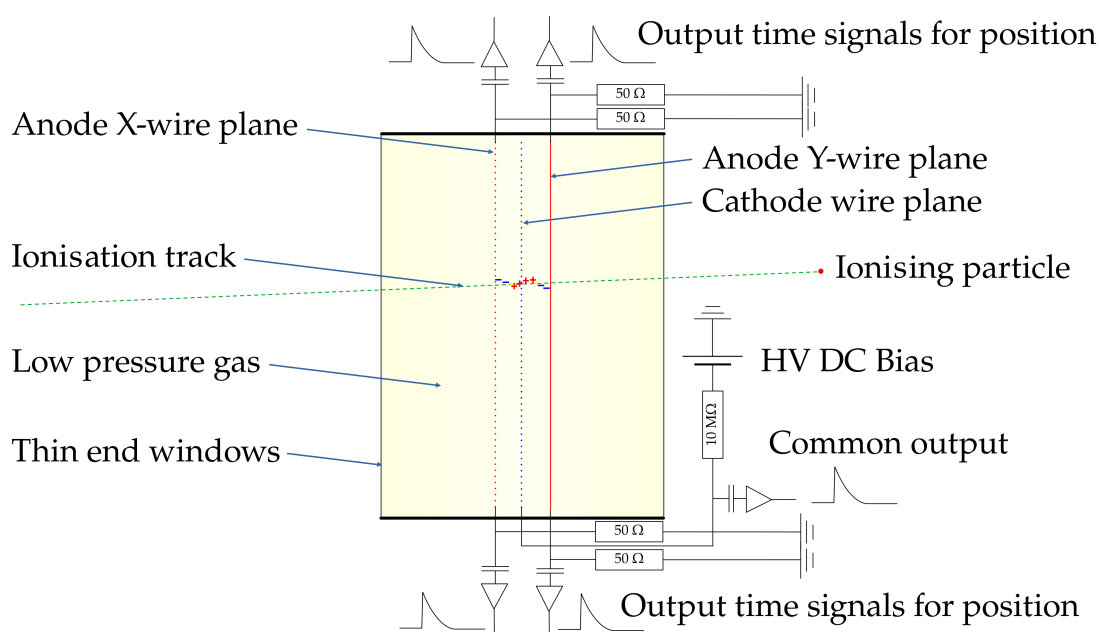 Output time signals for position
50 Ω
50 Ω
Anode X-wire plane
Anode Y-wire plane
Cathode wire plane
Ionisation track
Ionising particle
Low pressure gas
HV DC Bias
10 MΩ
Thin end windows
Common output
50 Ω
50 Ω
Output time signals for position